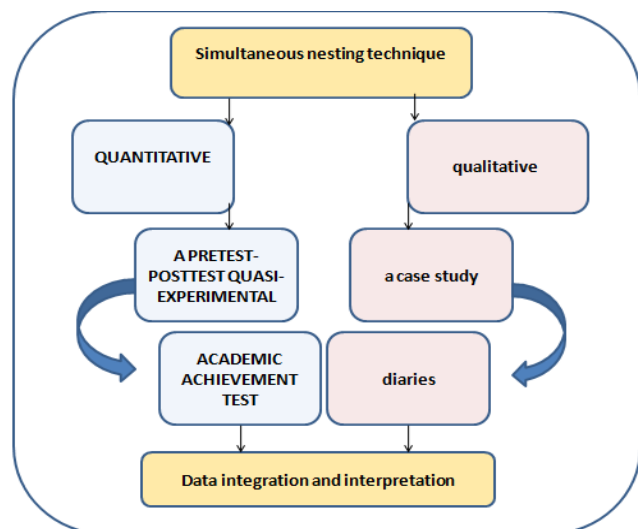 Simultaneous nesting technique
QUANTITATIVE
qualitative
A PRETEST-
POSTTEST QUASI-
EXPERIMENTAL
a case study
ACADEMIC
ACHIEVEMENT
TEST
diaries
Data integration and interpretation